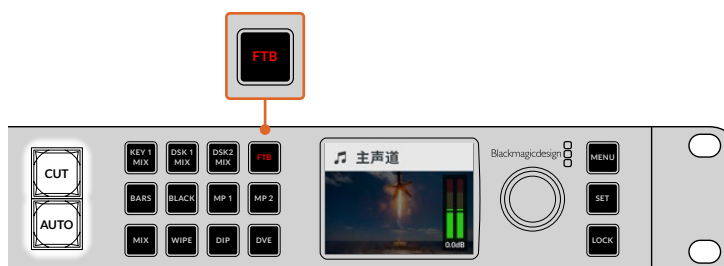 FTB
KEY 1
MIX
DSK 1
MIX
DSK2
MIX
FTB
主声道
Blackmagicdesign
MENU
CUT
BARS
BLACK
MP 1
MP 2
SET
AUTO
MIX
WIPE
DIP
DVE
0.0dB
LOCK